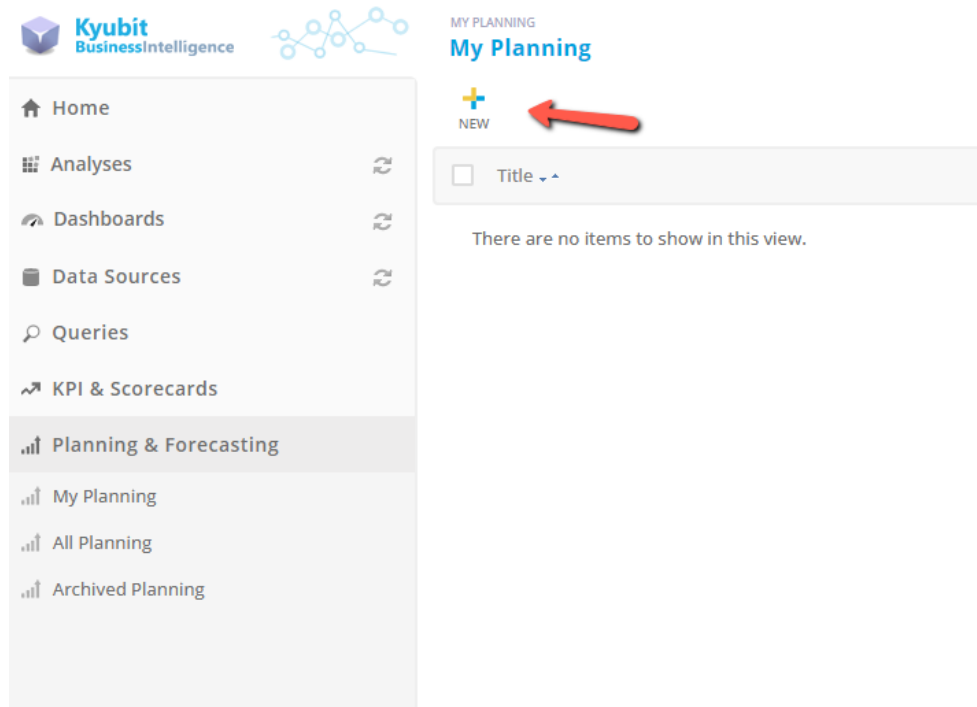 Kyubit
BusinessIntelligence
Home
Analyses
Dashboards
Data Sources
Queries
KPI & Scorecards
Planning & Forecasting
My Planning
All Planning
Archived Planning
MY PLANNING
My Planning
NEW
Title
There are no items to show in this view.